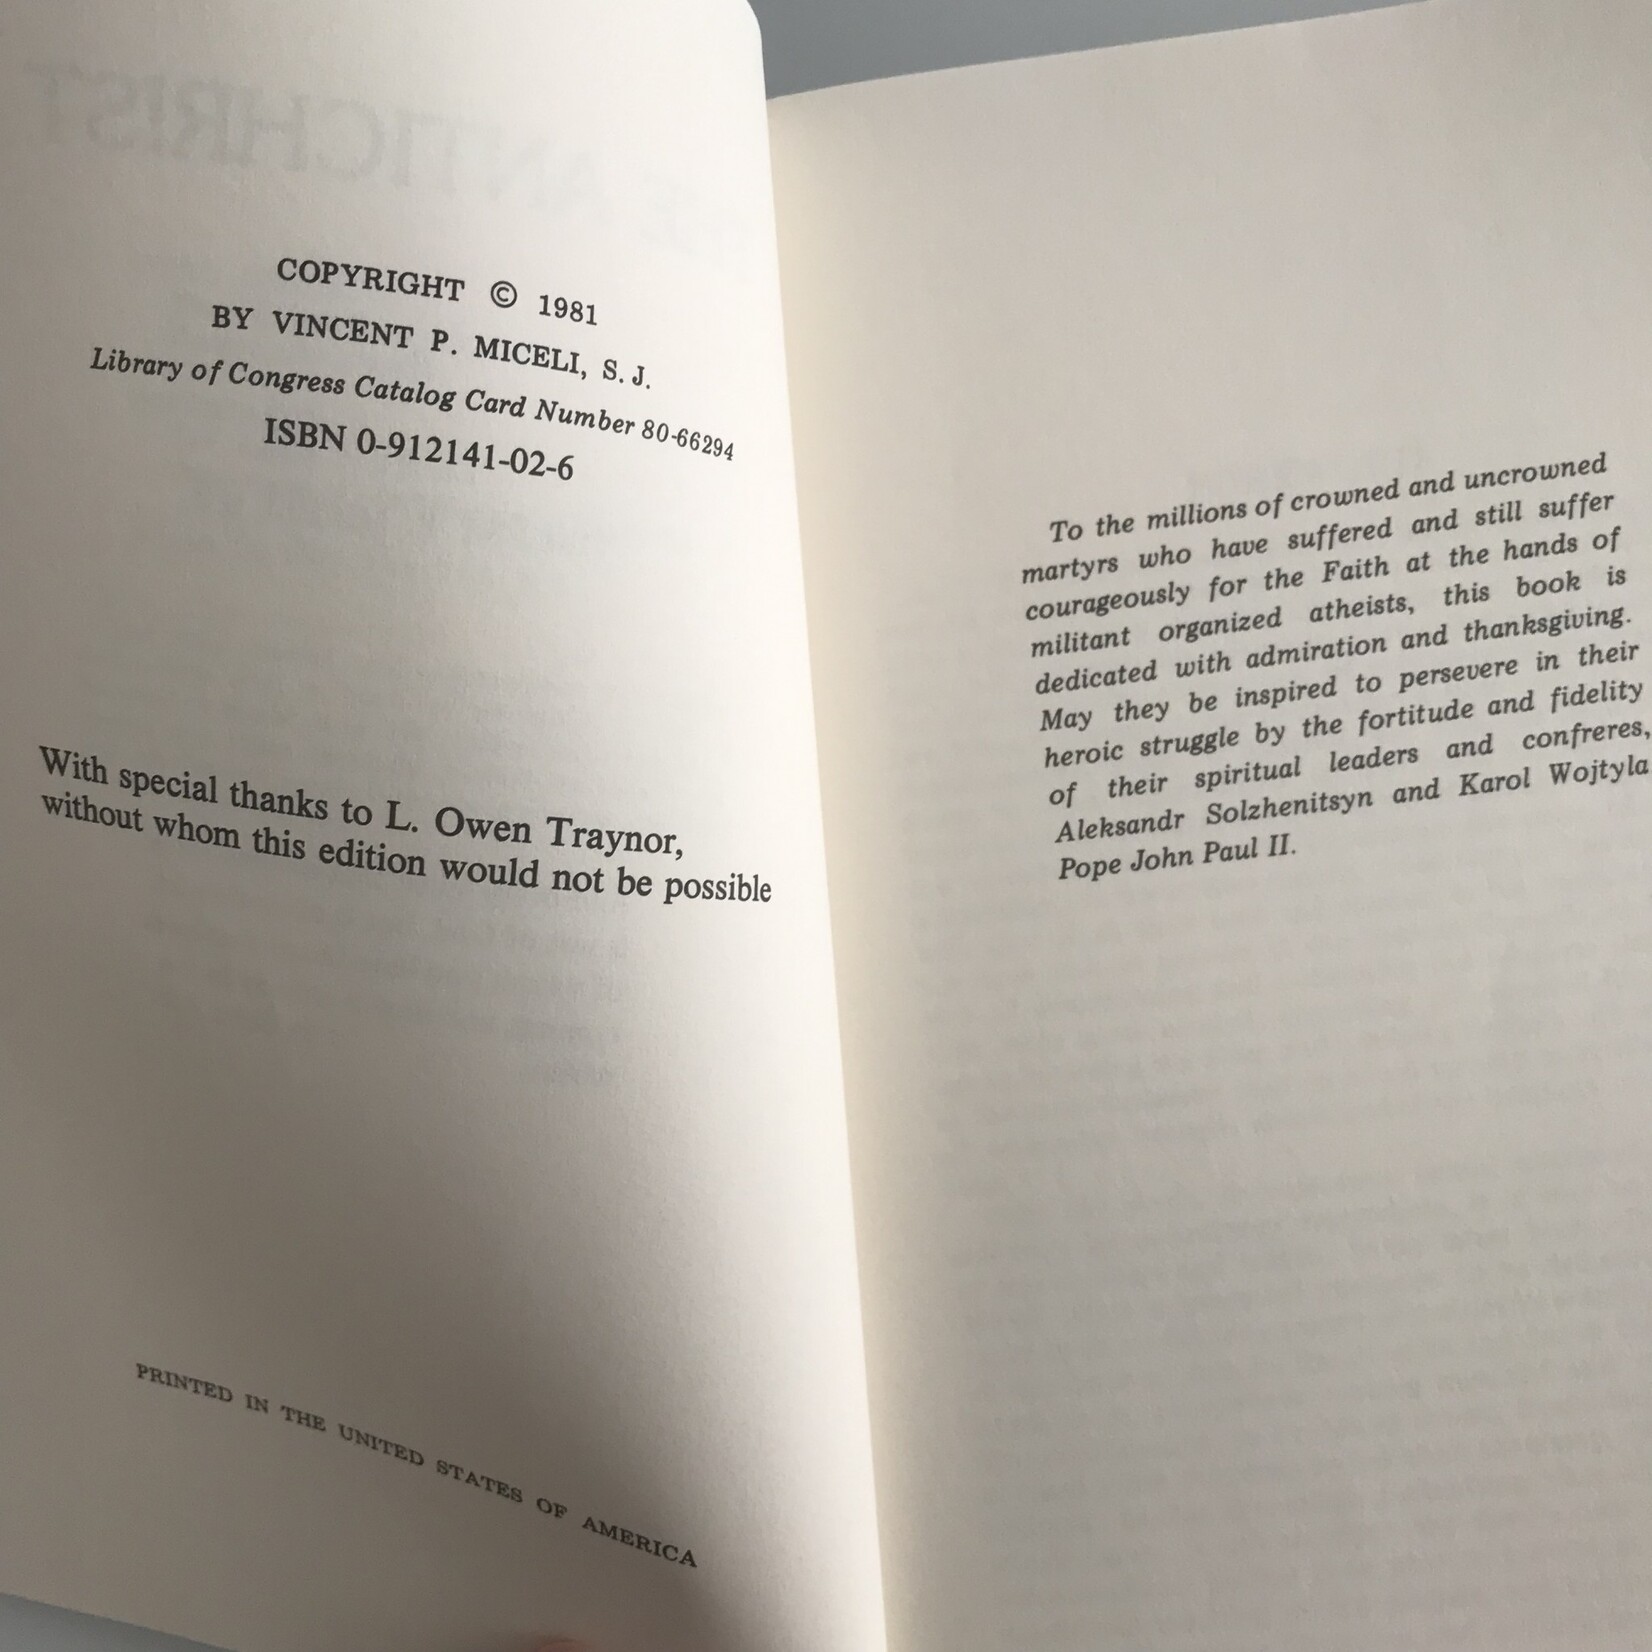 COPYRIGHT © 1981
BY VINCENT P. MICELI, S. J.
Library of Congress Catalog Card Number 80-66294
ISBN 0-912141-02-6
With special thanks to L. Owen Traynor,
without whom this edition would not be possible
PRINTED IN THE UNITED STATES OF AMERICA
To the millions of crowned and uncrowned
martyrs who have suffered and still suffer
courageously for the Faith at the hands of
militant organized atheists, this book is
dedicated with admiration and thanksgiving.
May they be inspired to persevere in their
heroic struggle by the fortitude and fidelity
of their spiritual leaders and confreres,
Aleksandr Solzhenitsyn and Karol Wojtyla
Pope John Paul II.